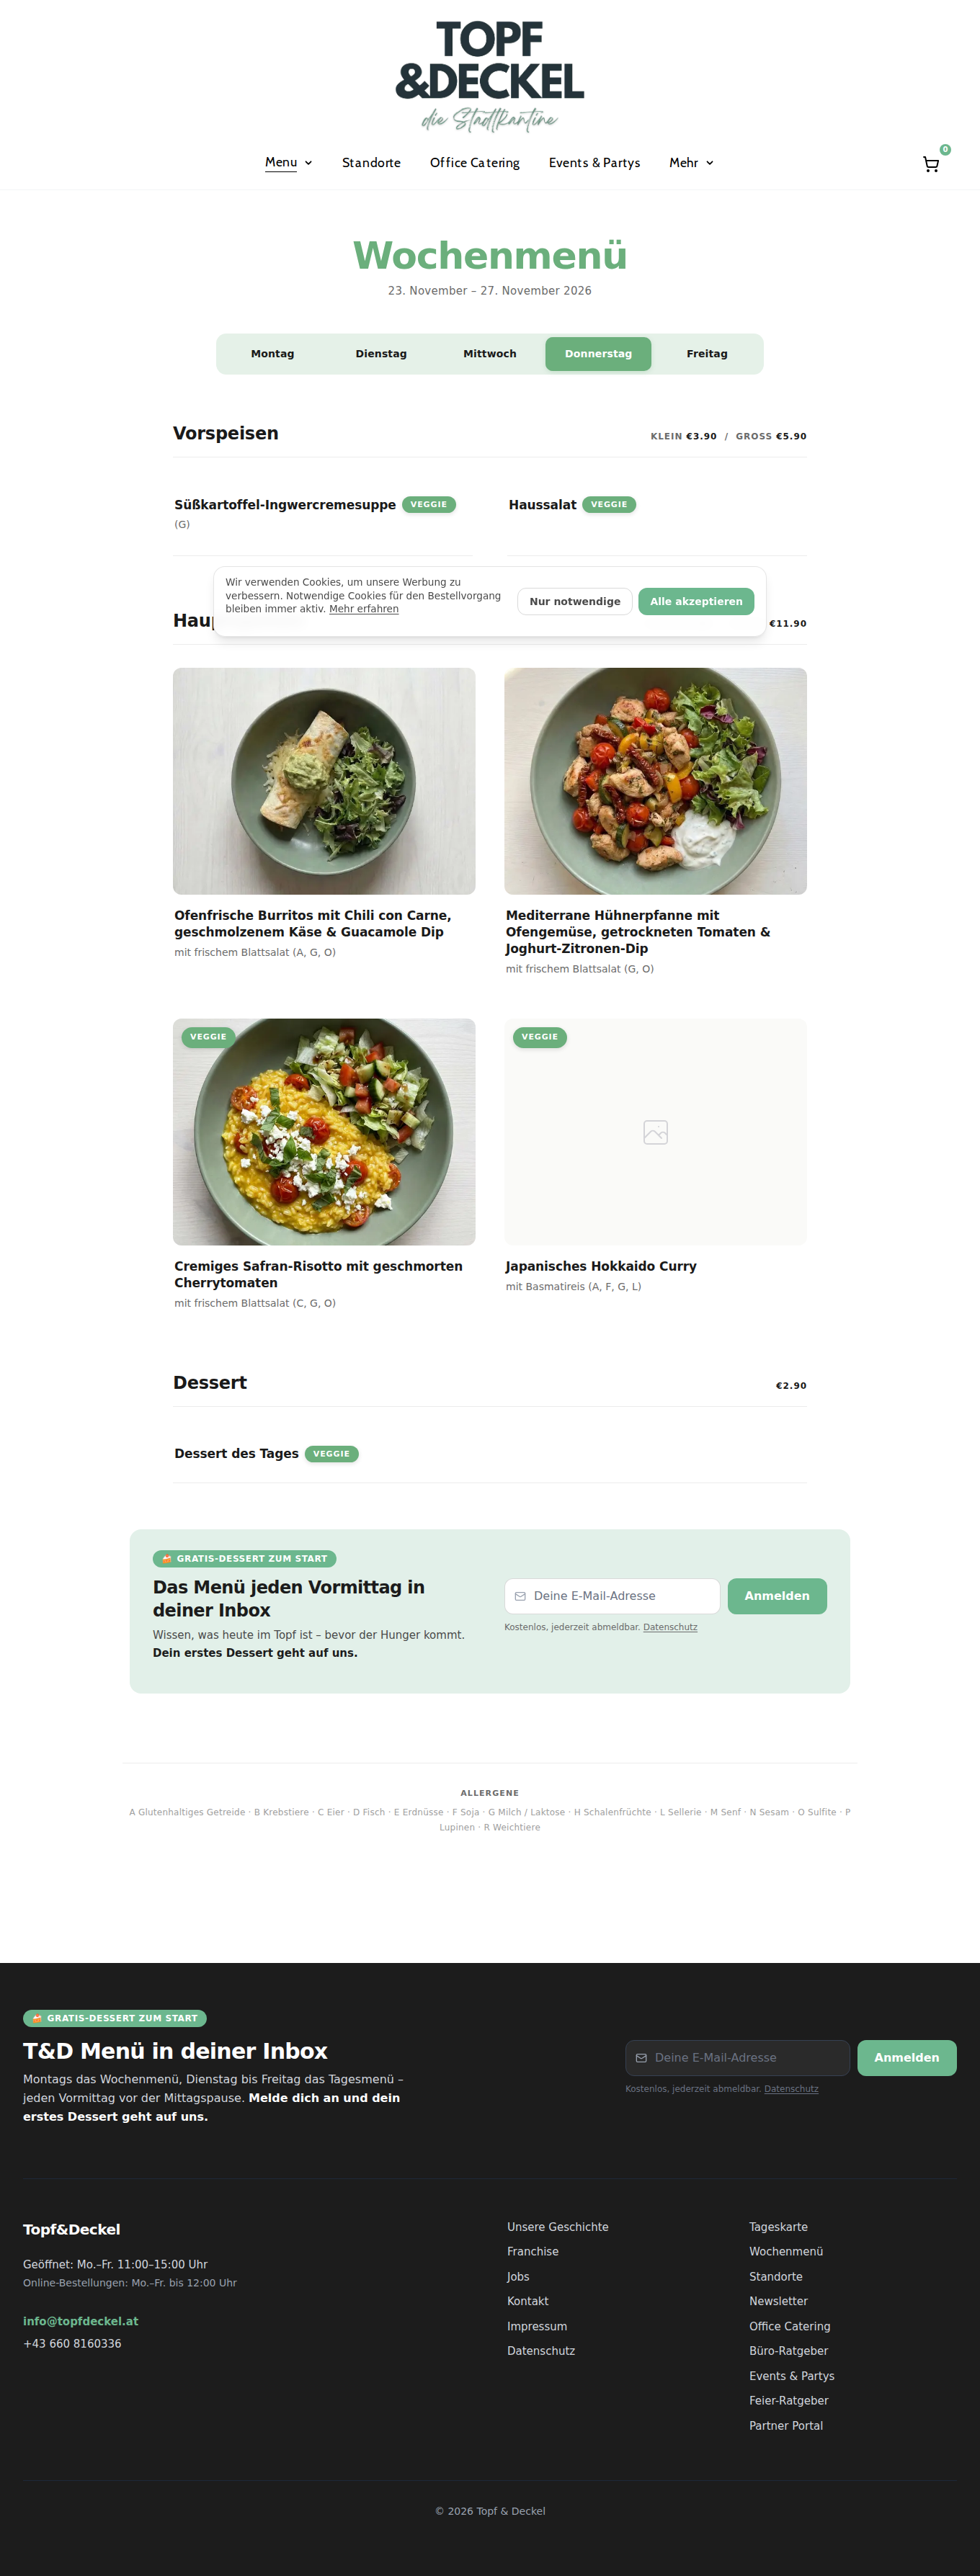 TOPF
&DECKEL
die Stadtkantine
Menu
Standorte
Office Catering
Events & Partys
Mehr
0
Wochenmenü
23. November – 27. November 2026
Montag
Dienstag
Mittwoch
Donnerstag
Freitag
Vorspeisen
KLEIN €3.90 / GROSS €5.90
Süßkartoffel-Ingwercremesuppe VEGGIE
(G)
Haussalat VEGGIE
Wir verwenden Cookies, um unsere Werbung zu
verbessern. Notwendige Cookies für den Bestellvorgang
bleiben immer aktiv. Mehr erfahren
Nur notwendige
Alle akzeptieren
€11.90
Ofenfrische Burritos mit Chili con Carne,
geschmolzenem Käse & Guacamole Dip
mit frischem Blattsalat (A, G, O)
Mediterrane Hühnerpfanne mit
Ofengemüse, getrockneten Tomaten &
Joghurt-Zitronen-Dip
mit frischem Blattsalat (G, O)
VEGGIE
Cremiges Safran-Risotto mit geschmorten
Cherrytomaten
mit frischem Blattsalat (C, G, O)
VEGGIE
Japanisches Hokkaido Curry
mit Basmatireis (A, F, G, L)
Dessert
€2.90
Dessert des Tages VEGGIE
GRATIS-DESSERT ZUM START
Das Menü jeden Vormittag in
deiner Inbox
Wissen, was heute im Topf ist – bevor der Hunger kommt.
Dein erstes Dessert geht auf uns.
Deine E-Mail-Adresse
Anmelden
Kostenlos, jederzeit abmeldbar. Datenschutz
ALLERGENE
A Glutenhaltiges Getreide · B Krebstiere · C Eier · D Fisch · E Erdnüsse · F Soja · G Milch / Laktose · H Schalenfrüchte · L Sellerie · M Senf · N Sesam · O Sulfite · P
Lupinen · R Weichtiere
GRATIS-DESSERT ZUM START
T&D Menü in deiner Inbox
Montags das Wochenmenü, Dienstag bis Freitag das Tagesmenü –
jeden Vormittag vor der Mittagspause. Melde dich an und dein
erstes Dessert geht auf uns.
Deine E-Mail-Adresse
Anmelden
Kostenlos, jederzeit abmeldbar. Datenschutz
Topf&Deckel
Geöffnet: Mo.–Fr. 11:00–15:00 Uhr
Online-Bestellungen: Mo.–Fr. bis 12:00 Uhr
info@topfdeckel.at
+43 660 8160336
Unsere Geschichte
Franchise
Jobs
Kontakt
Impressum
Datenschutz
Tageskarte
Wochenmenü
Standorte
Newsletter
Office Catering
Büro-Ratgeber
Events & Partys
Feier-Ratgeber
Partner Portal
© 2026 Topf & Deckel